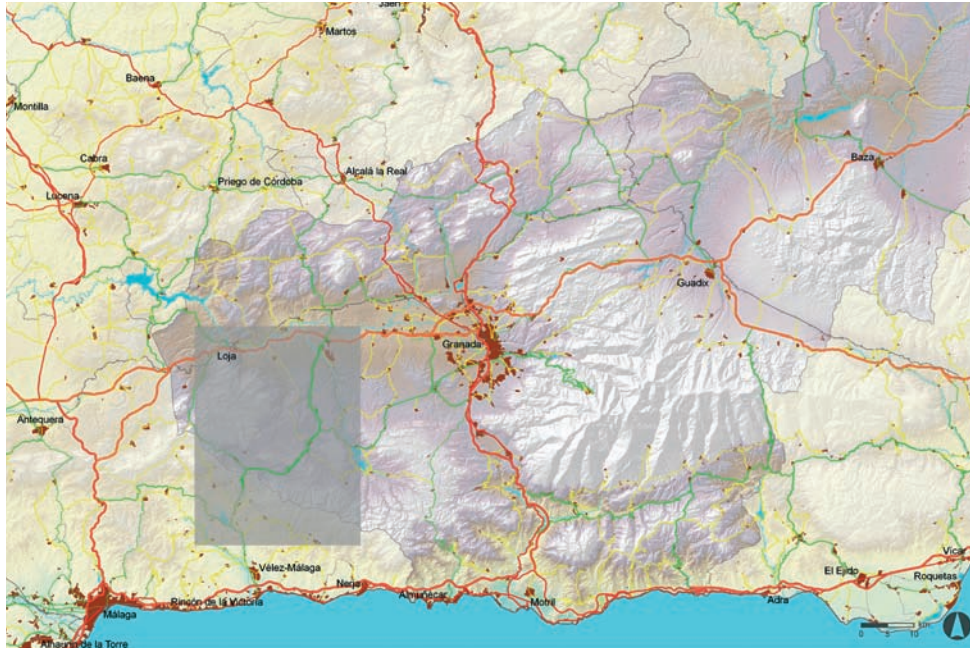 Jaén
Martos
Baena
Montilla
Cabra
Baza
Alcalá la Real
Priego de Córdoba
Lucena
Guadix
Granada
Loja
Antequera
Vélez-Málaga
Nerja
El Ejido
Vícar
Roquetas
Rincón de la Victoria
Almuñécar
Motril
Adra
Málaga
0 5 10 km
Alhaurín de la Torre